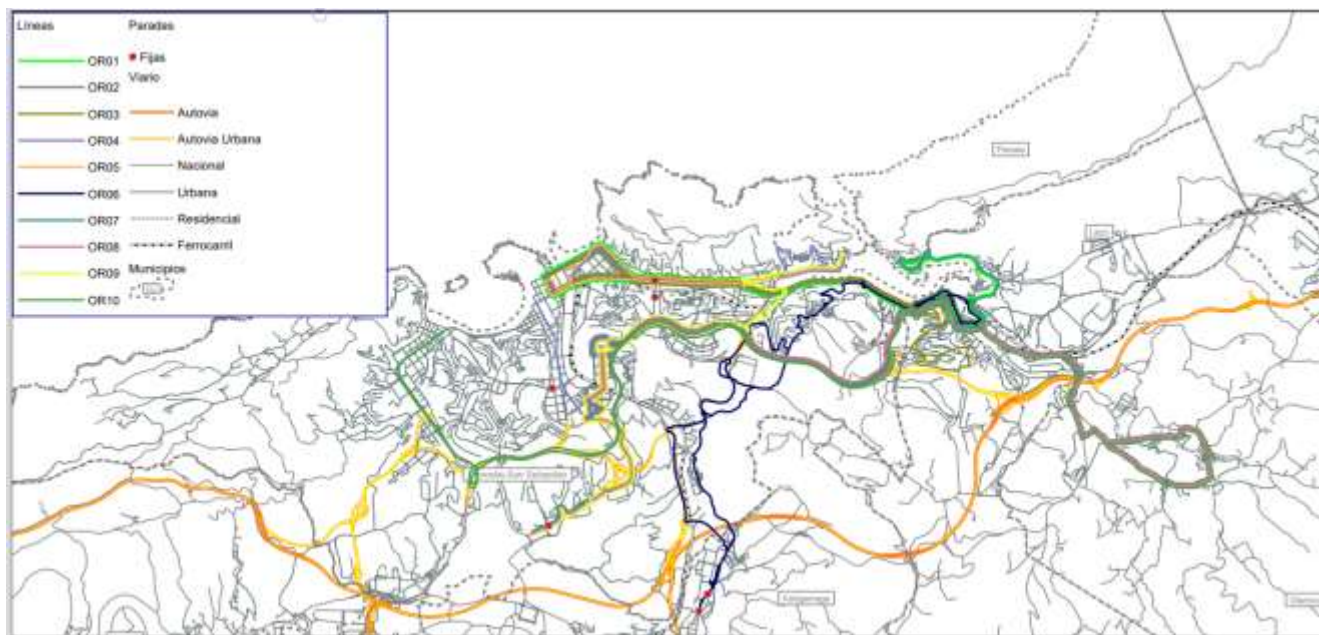 Líneas
Paradas
OR01
Fijas
Viario
OR02
OR03
Autovía
OR04
Autovía Urbana
OR05
Nacional
OR06
Urbana
OR07
Residencial
OR08
Ferrocarril
OR09
Municipios
OR10